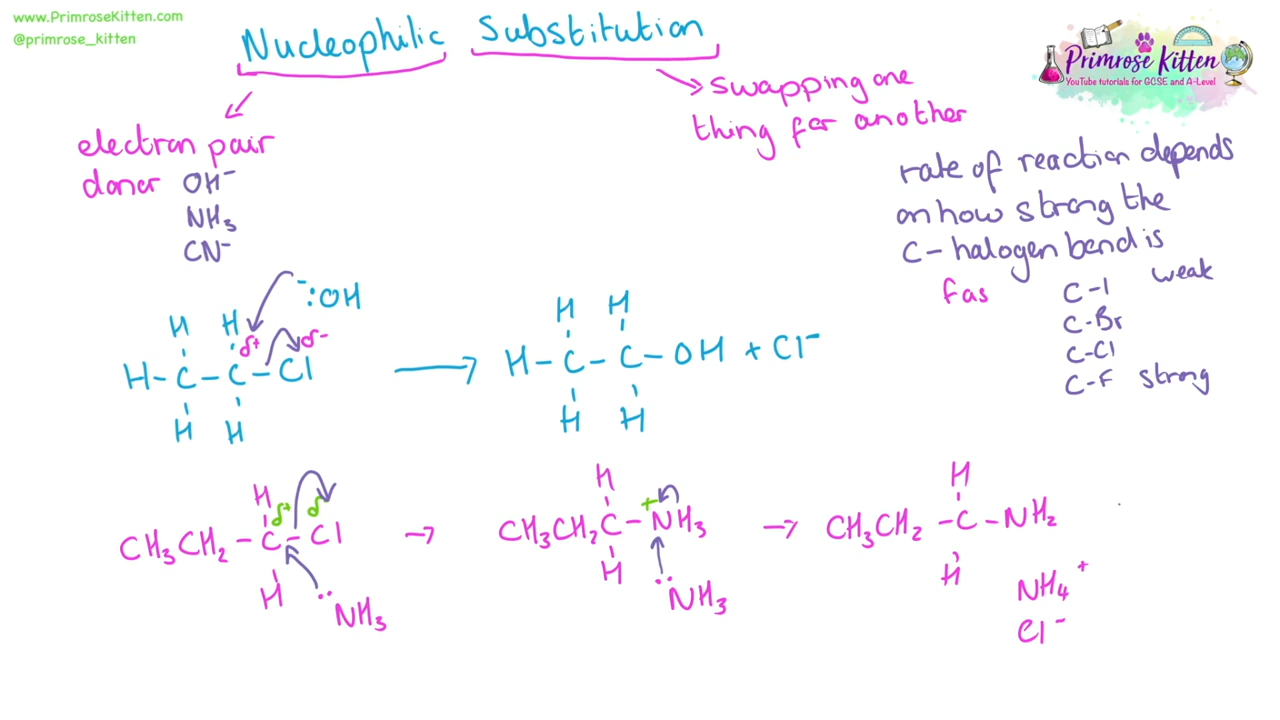 www.PrimroseKitten.com
@primrose_kitten
Nucleophilic Substitution
Primrose Kitten
YouTube tutorials for GCSE and A-Level
→ swapping one
thing for another
electron pair
donor OH⁻
NH₃
CN⁻
rate of reaction depends
on how strong the
C-halogen bond is
fas C-I weak
C-Br
C-Cl
C-F strong
⁻:OH
H H
δ+ δ-
H-C-C-Cl
H H
→
H H
H-C-C-OH + Cl⁻
H H
H
δ+ δ
CH₃CH₂-C-Cl
H
:NH₃
→
H
+
CH₃CH₂C-NH₃
H
:NH₃
→
H
CH₃CH₂-C-NH₂
H
NH₄⁺
Cl⁻